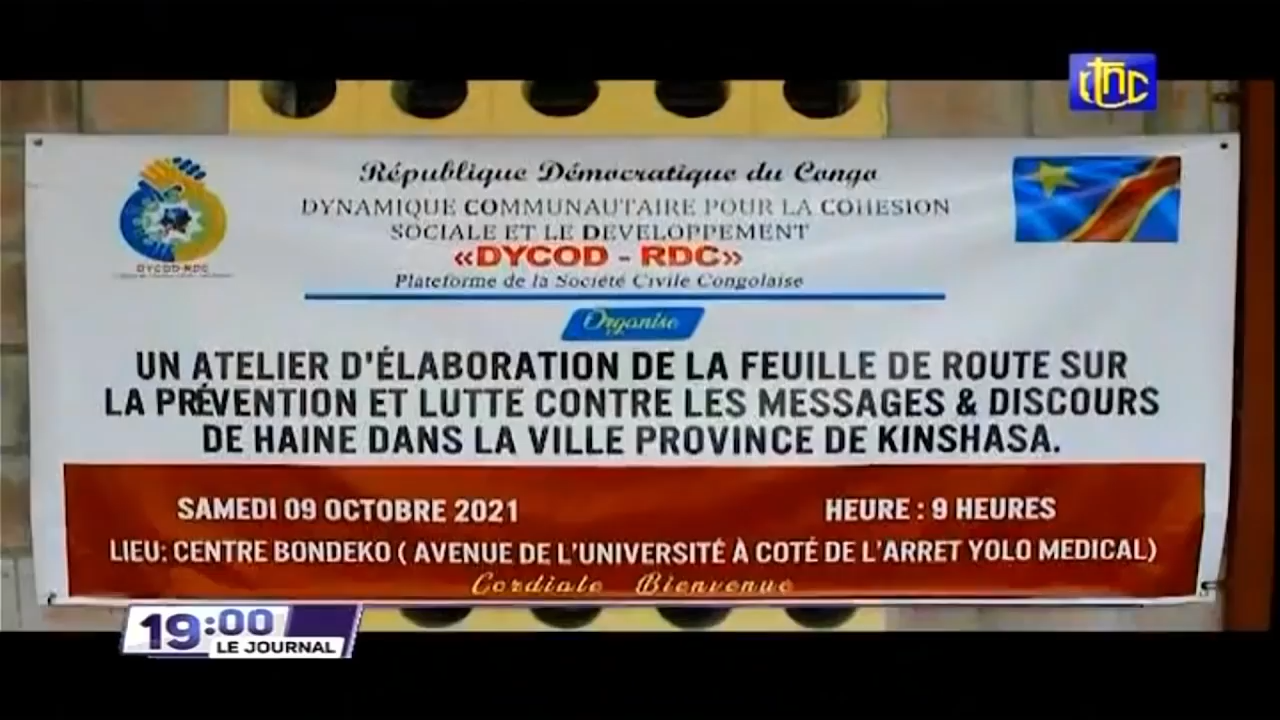 rtnc
République Démocratique du Congo
DYNAMIQUE COMMUNAUTAIRE POUR LA COHESION
SOCIALE ET LE DEVELOPPEMENT
«DYCOD - RDC»
Plateforme de la Société Civile Congolaise
DYCOD-RDC
Organise
UN ATELIER D'ÉLABORATION DE LA FEUILLE DE ROUTE SUR
LA PRÉVENTION ET LUTTE CONTRE LES MESSAGES & DISCOURS
DE HAINE DANS LA VILLE PROVINCE DE KINSHASA.
SAMEDI 09 OCTOBRE 2021
HEURE : 9 HEURES
LIEU: CENTRE BONDEKO ( AVENUE DE L'UNIVERSITÉ À COTÉ DE L'ARRET YOLO MEDICAL)
Cordiale Bienvenue
19:00
LE JOURNAL